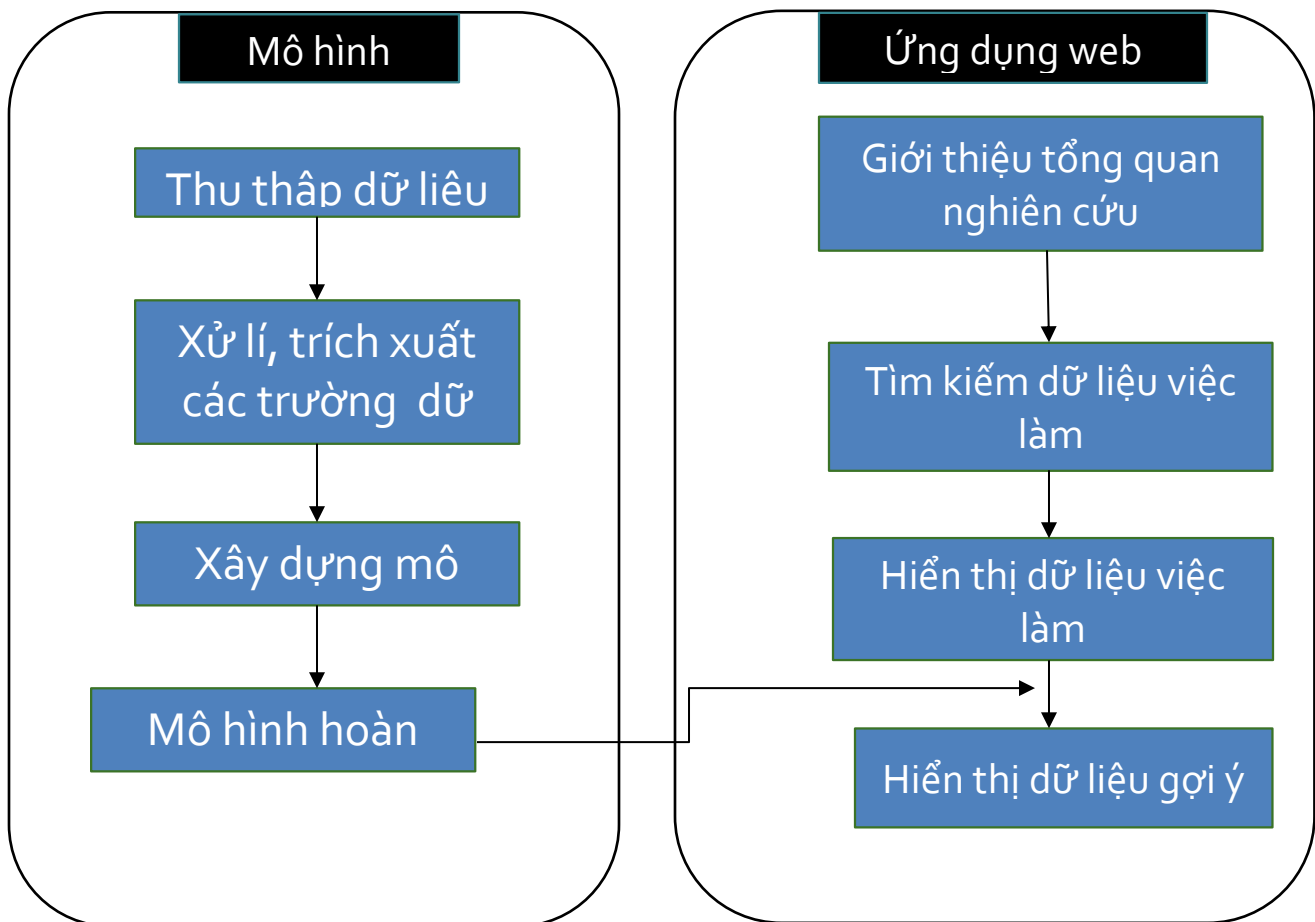 Mô hình
Thu thập dữ liệu
Xử lí, trích xuất
các trường dữ
Xây dựng mô
Mô hình hoàn
Ứng dụng web
Giới thiệu tổng quan
nghiên cứu
Tìm kiếm dữ liệu việc
làm
Hiển thị dữ liệu việc
làm
Hiển thị dữ liệu gợi ý